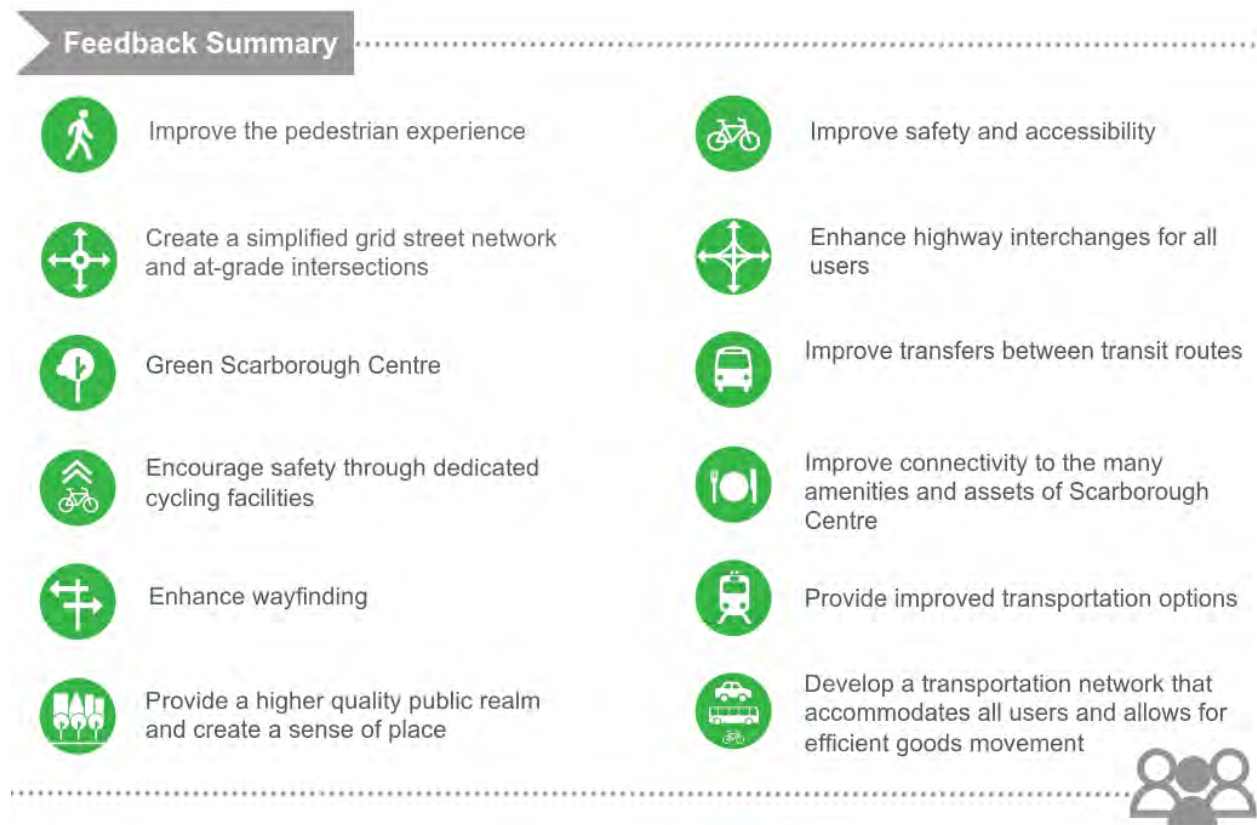 Feedback Summary
Improve the pedestrian experience
Create a simplified grid street network
and at-grade intersections
Green Scarborough Centre
Encourage safety through dedicated
cycling facilities
Enhance wayfinding
Provide a higher quality public realm
and create a sense of place
Improve safety and accessibility
Enhance highway interchanges for all
users
Improve transfers between transit routes
Improve connectivity to the many
amenities and assets of Scarborough
Centre
Provide improved transportation options
Develop a transportation network that
accommodates all users and allows for
efficient goods movement